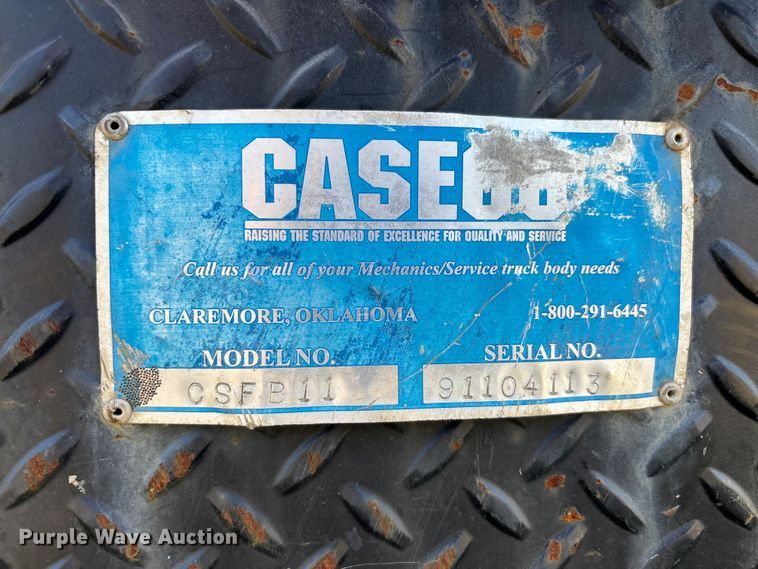 CASECO
RAISING THE STANDARD OF EXCELLENCE FOR QUALITY AND SERVICE
Call us for all of your Mechanics/Service truck body needs
CLAREMORE, OKLAHOMA 1-800-291-6445
MODEL NO. SERIAL NO.
CSFB11 91104113
Purple Wave Auction